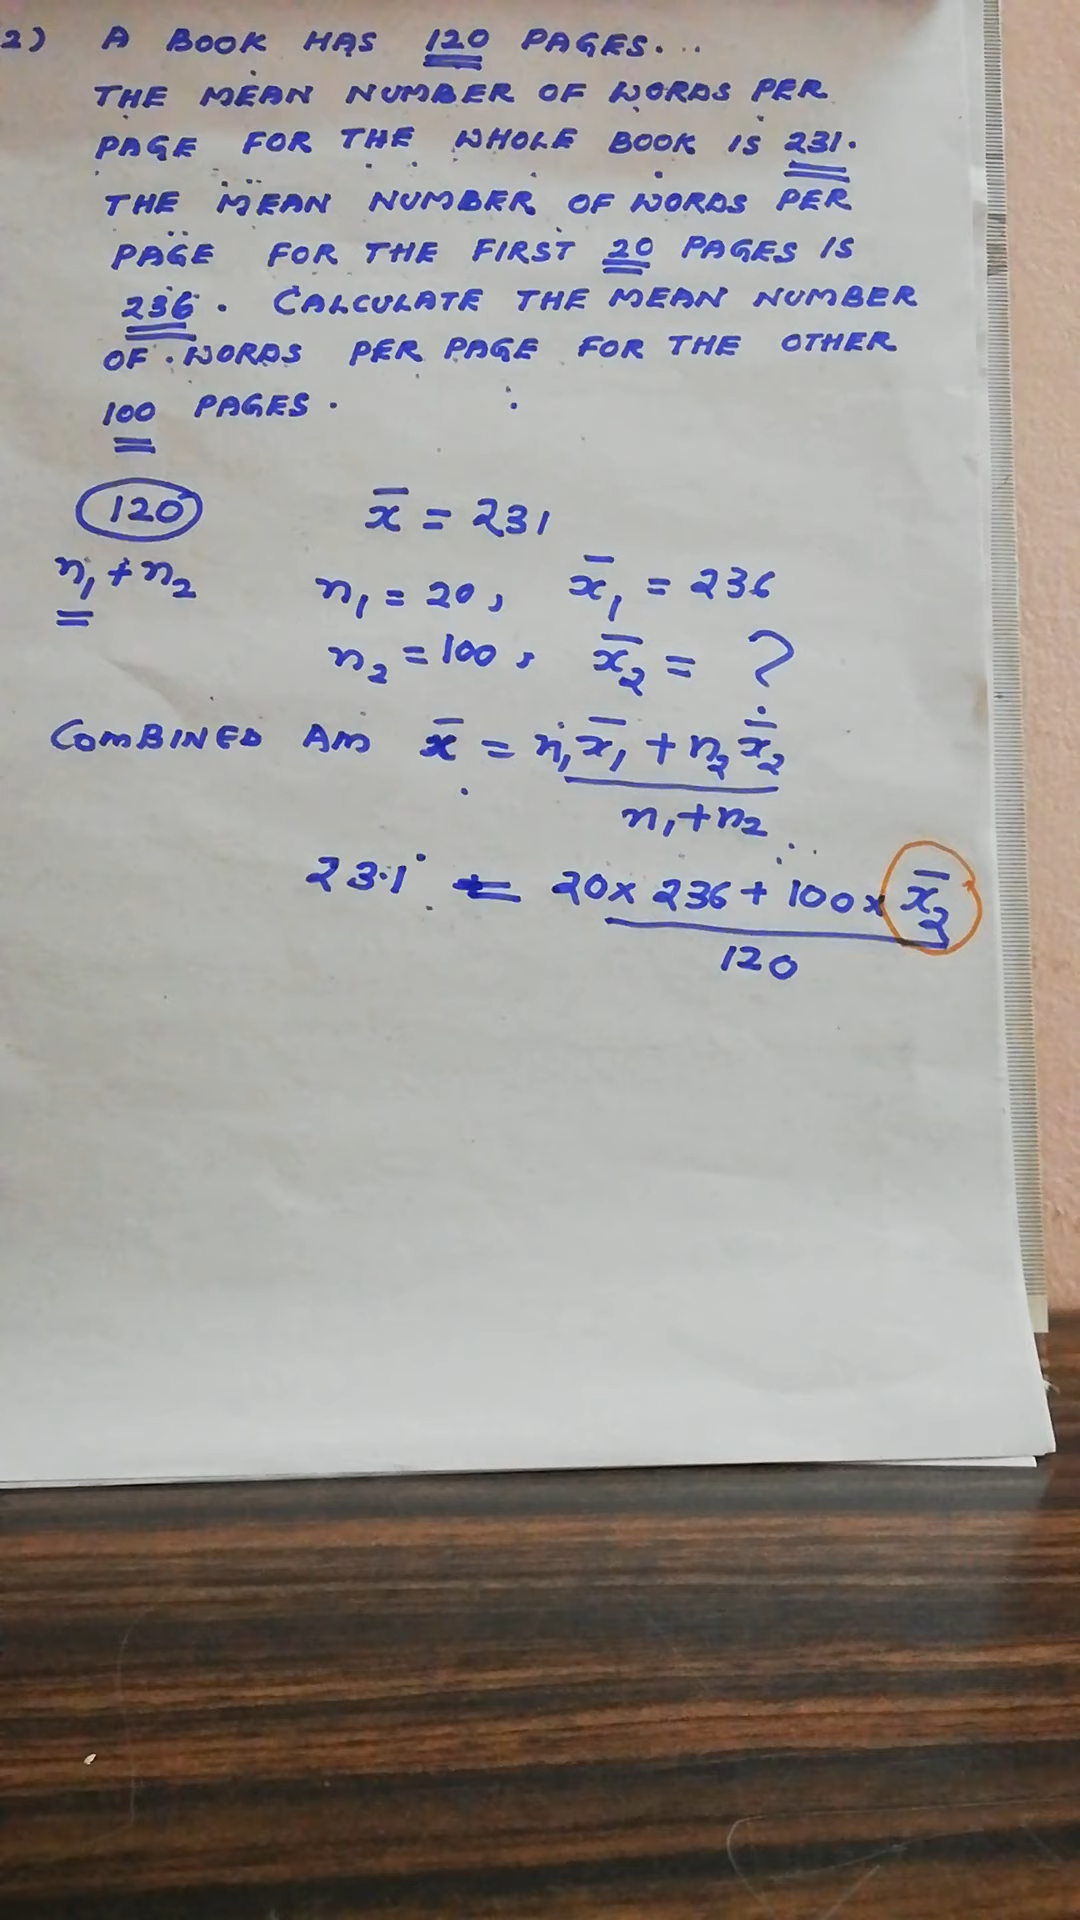 2) A BOOK HAS 120 PAGES...
THE MEAN NUMBER OF WORDS PER
PAGE FOR THE WHOLE BOOK IS 231.
THE MEAN NUMBER OF WORDS PER
PAGE FOR THE FIRST 20 PAGES IS
236. CALCULATE THE MEAN NUMBER
OF WORDS PER PAGE FOR THE OTHER
100 PAGES.
120 x̄ = 231
n₁+n₂ n₁ = 20, x̄₁ = 236
n₂ = 100, x̄₂ = ?
COMBINED AM x̄ = n₁x̄₁ + n₂x̄₂
n₁+n₂
231 = 20x 236 + 100x x̄₂
120